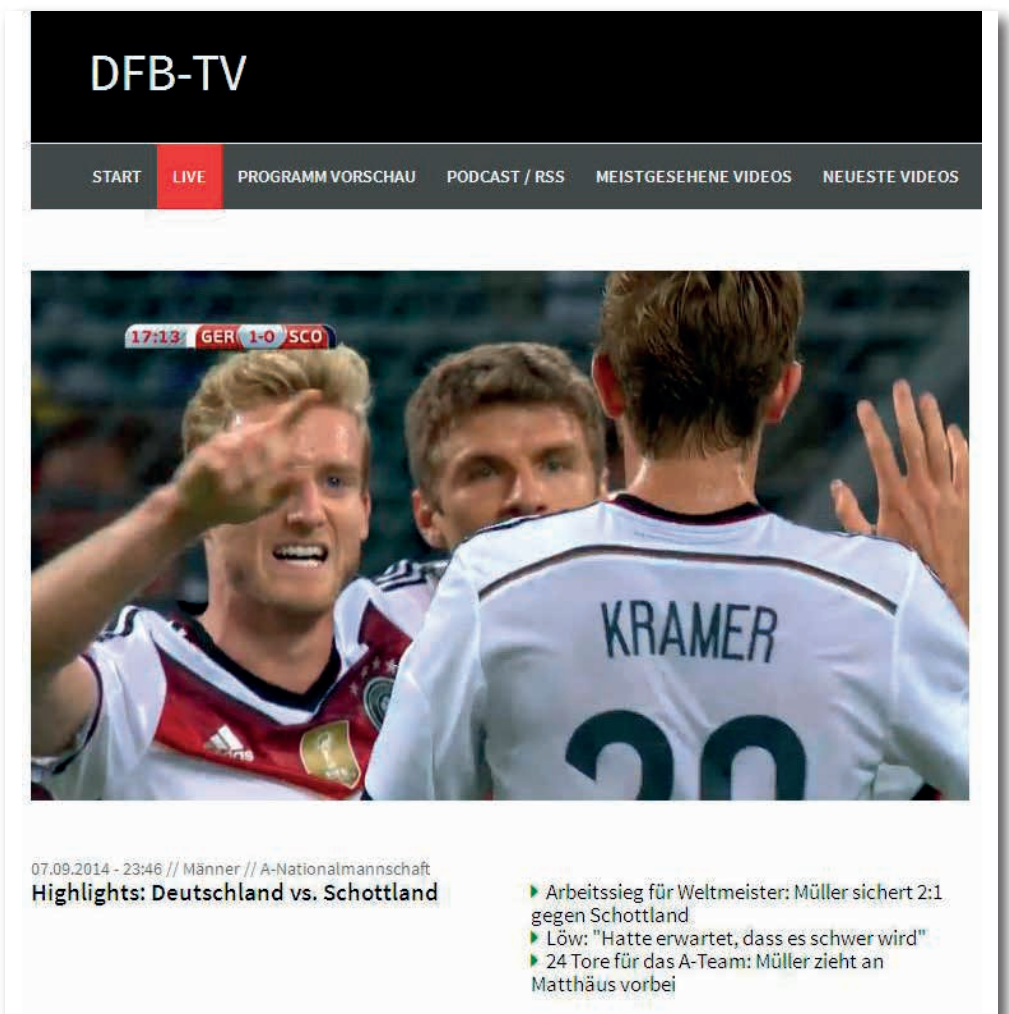 DFB-TV
START LIVE PROGRAMM VORSCHAU PODCAST / RSS MEISTGESEHENE VIDEOS NEUESTE VIDEOS
17:13 GER 1-0 SCO
KRAMER
20
adidas
07.09.2014 - 23:46 // Männer // A-Nationalmannschaft
Highlights: Deutschland vs. Schottland
Arbeitssieg für Weltmeister: Müller sichert 2:1
gegen Schottland
Löw: "Hatte erwartet, dass es schwer wird"
24 Tore für das A-Team: Müller zieht an
Matthäus vorbei